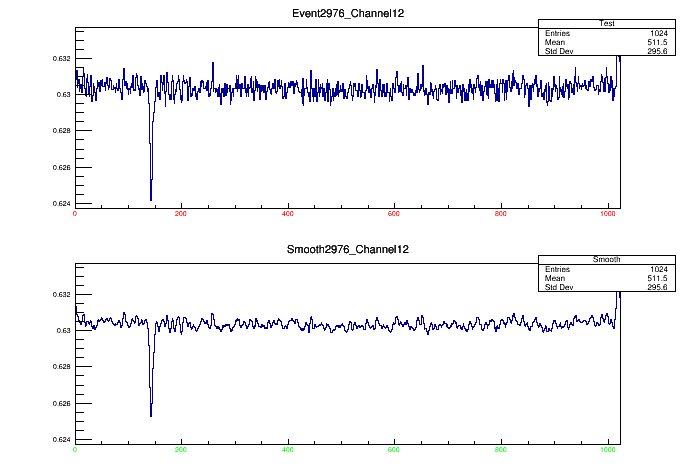 Event2976_Channel12
Test
Entries 1024
Mean 511.5
Std Dev 295.6
0.632
0.63
0.628
0.626
0.624
0 200 400 600 800 1000
Smooth2976_Channel12
Smooth
Entries 1024
Mean 511.5
Std Dev 295.6
0.632
0.63
0.628
0.626
0.624
0 200 400 600 800 1000